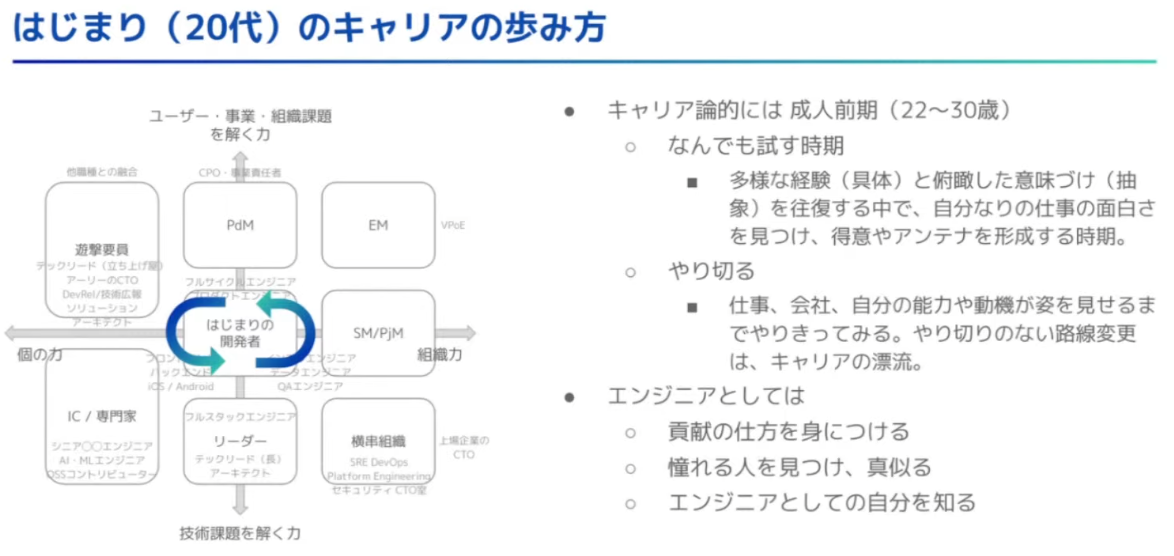 はじまり（20代）のキャリアの歩み方
ユーザー・事業・組織課題
を解く力
他職種との融合
CPO・事業責任者
PdM
EM
VPoE
遊撃要員
テックリード（立ち上げ屋）
アーリーのCTO
DevRel/技術広報
ソリューション
アーキテクト
フルサイクルエンジニア
プロダクトエンジニア
はじまりの
開発者
SM/PjM
個の力
組織力
バックエンド
iOS / Android
データエンジニア
QAエンジニア
IC / 専門家
シニア〇〇エンジニア
AI・MLエンジニア
OSSコントリビューター
フルスタックエンジニア
リーダー
テックリード（長）
アーキテクト
横串組織
SRE DevOps
Platform Engineering
セキュリティ CTO室
上場企業の
CTO
技術課題を解く力
● キャリア論的には 成人前期（22〜30歳）
○ なんでも試す時期
■ 多様な経験（具体）と俯瞰した意味づけ（抽
象）を往復する中で、自分なりの仕事の面白さ
を見つけ、得意やアンテナを形成する時期。
○ やり切る
■ 仕事、会社、自分の能力や動機が姿を見せるま
でやりきってみる。やり切りのない路線変更
は、キャリアの漂流。
● エンジニアとしては
○ 貢献の仕方を身につける
○ 憧れる人を見つけ、真似る
○ エンジニアとしての自分を知る